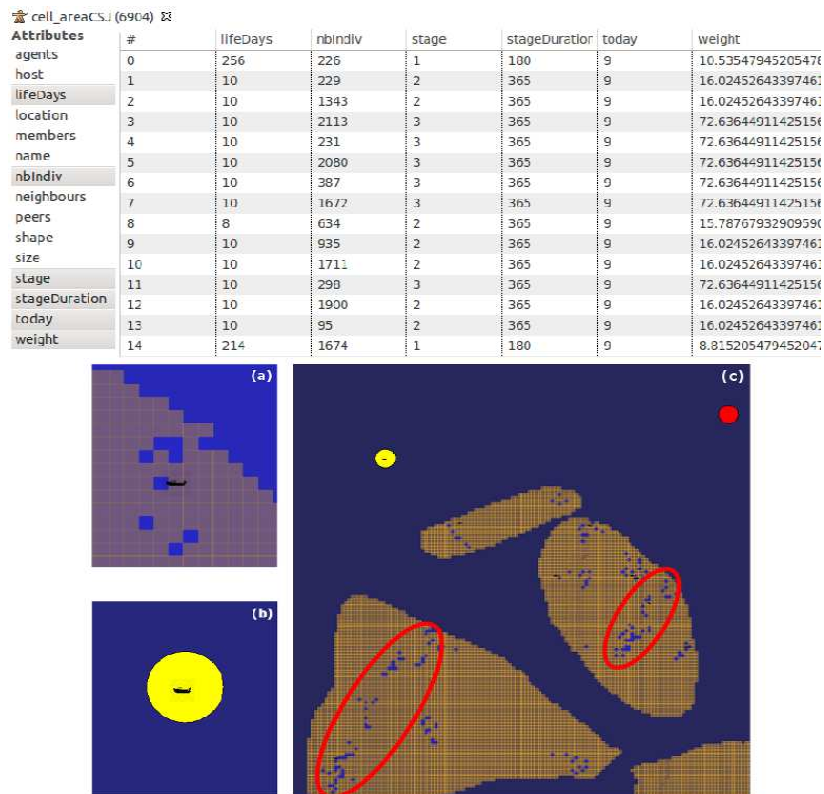 cell_areaCSJ (6904)
Attributes
agents
host
lifeDays
location
members
name
nbIndiv
neighbours
peers
shape
size
stage
stageDuration
today
weight
# lifeDays nbIndiv stage stageDuration today weight
0 256 226 1 180 9 10.53547945205478
1 10 229 2 365 9 16.02452643397461
2 10 1343 2 365 9 16.02452643397461
3 10 2113 3 365 9 72.63644911425156
4 10 231 3 365 9 72.63644911425156
5 10 2080 3 365 9 72.63644911425156
6 10 387 3 365 9 72.63644911425156
7 10 1672 3 365 9 72.63644911425156
8 8 634 2 365 9 15.78767932909590
9 10 935 2 365 9 16.02452643397461
10 10 1711 2 365 9 16.02452643397461
11 10 298 3 365 9 72.63644911425156
12 10 1900 2 365 9 16.02452643397461
13 10 95 2 365 9 16.02452643397461
14 214 1674 1 180 9 8.815205479452047
(a)
(c)
(b)